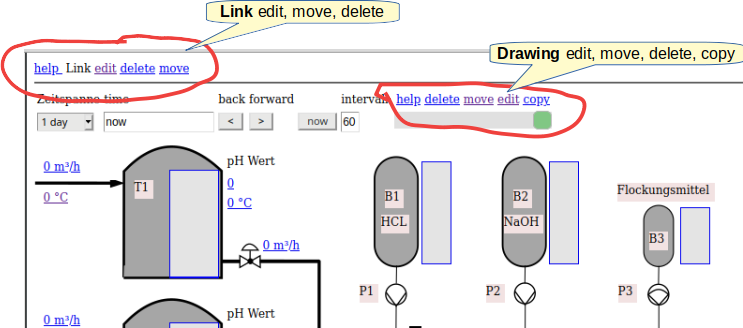 Link edit, move, delete
Drawing edit, move, delete, copy
help Link edit delete move
Zeitspanne time back forward intervall help delete move edit copy
1 day now < > now 60
0 m³/h
0 °C
T1
pH Wert
0
0 °C
0 m³/h
B1
HCL
B2
NaOH
Flockungsmittel
B3
P1
P2
P3
0 m³/h
pH Wert